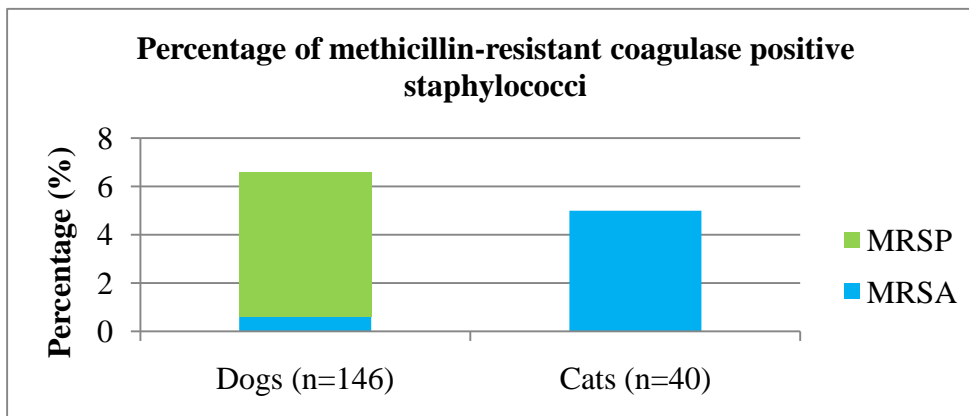 Percentage of methicillin-resistant coagulase positive
staphylococci
Percentage (%)
8
6
4
2
0
Dogs (n=146)
Cats (n=40)
MRSP
MRSA